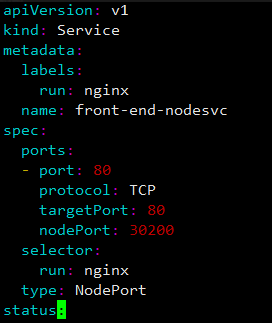 apiVersion: v1
kind: Service
metadata:
  labels:
    run: nginx
  name: front-end-nodesvc
spec:
  ports:
  - port: 80
    protocol: TCP
    targetPort: 80
    nodePort: 30200
  selector:
    run: nginx
  type: NodePort
status: